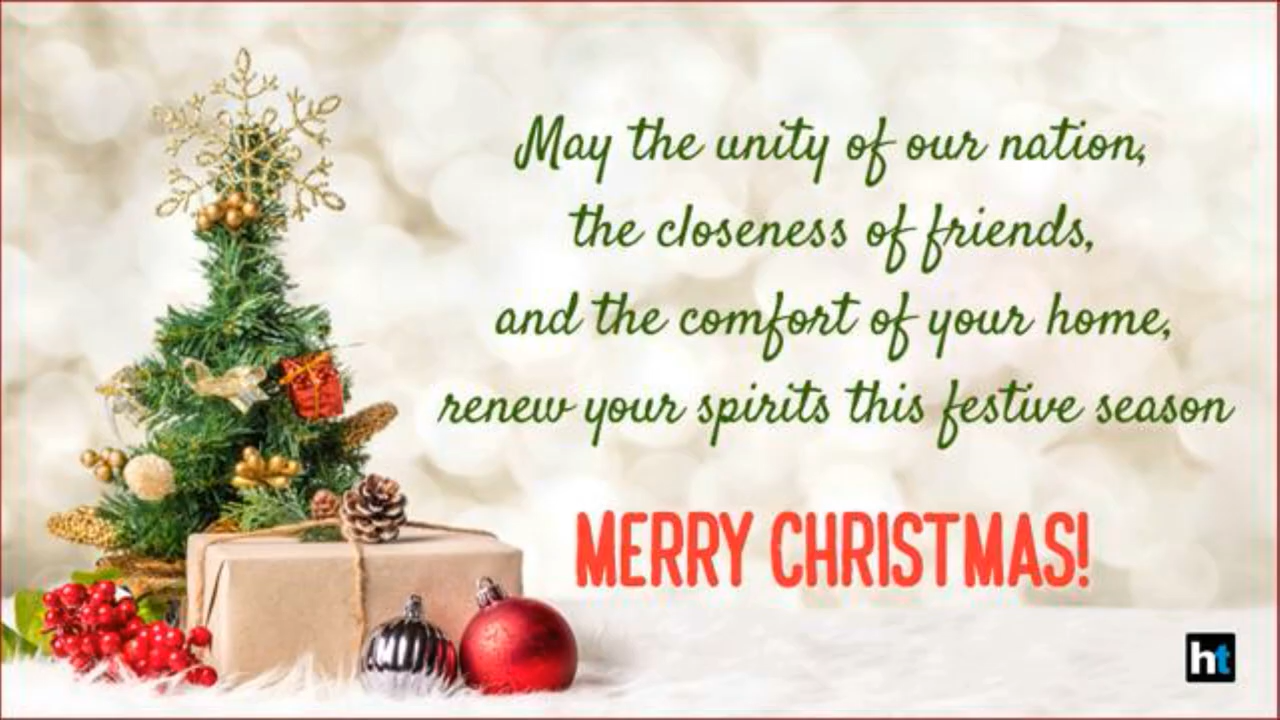 May the unity of our nation,
the closeness of friends,
and the comfort of your home,
renew your spirits this festive season
MERRY CHRISTMAS!
ht